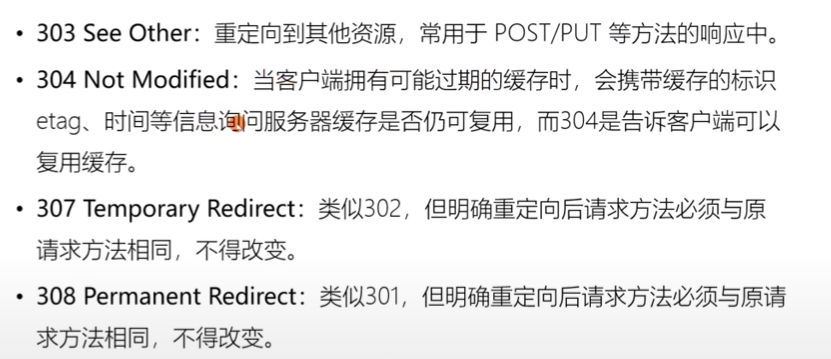 • 303 See Other：重定向到其他资源，常用于 POST/PUT 等方法的响应中。
• 304 Not Modified：当客户端拥有可能过期的缓存时，会携带缓存的标识
etag、时间等信息询问服务器缓存是否仍可复用，而304是告诉客户端可以
复用缓存。
• 307 Temporary Redirect：类似302，但明确重定向后请求方法必须与原
请求方法相同，不得改变。
• 308 Permanent Redirect：类似301，但明确重定向后请求方法必须与原请
求方法相同，不得改变。